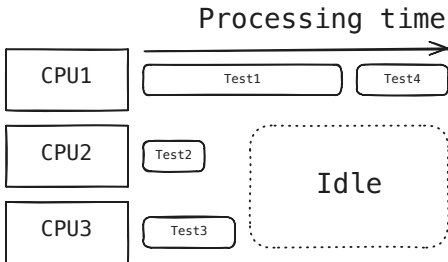 Processing time
CPU1
Test1
Test4
CPU2
Test2
Idle
CPU3
Test3